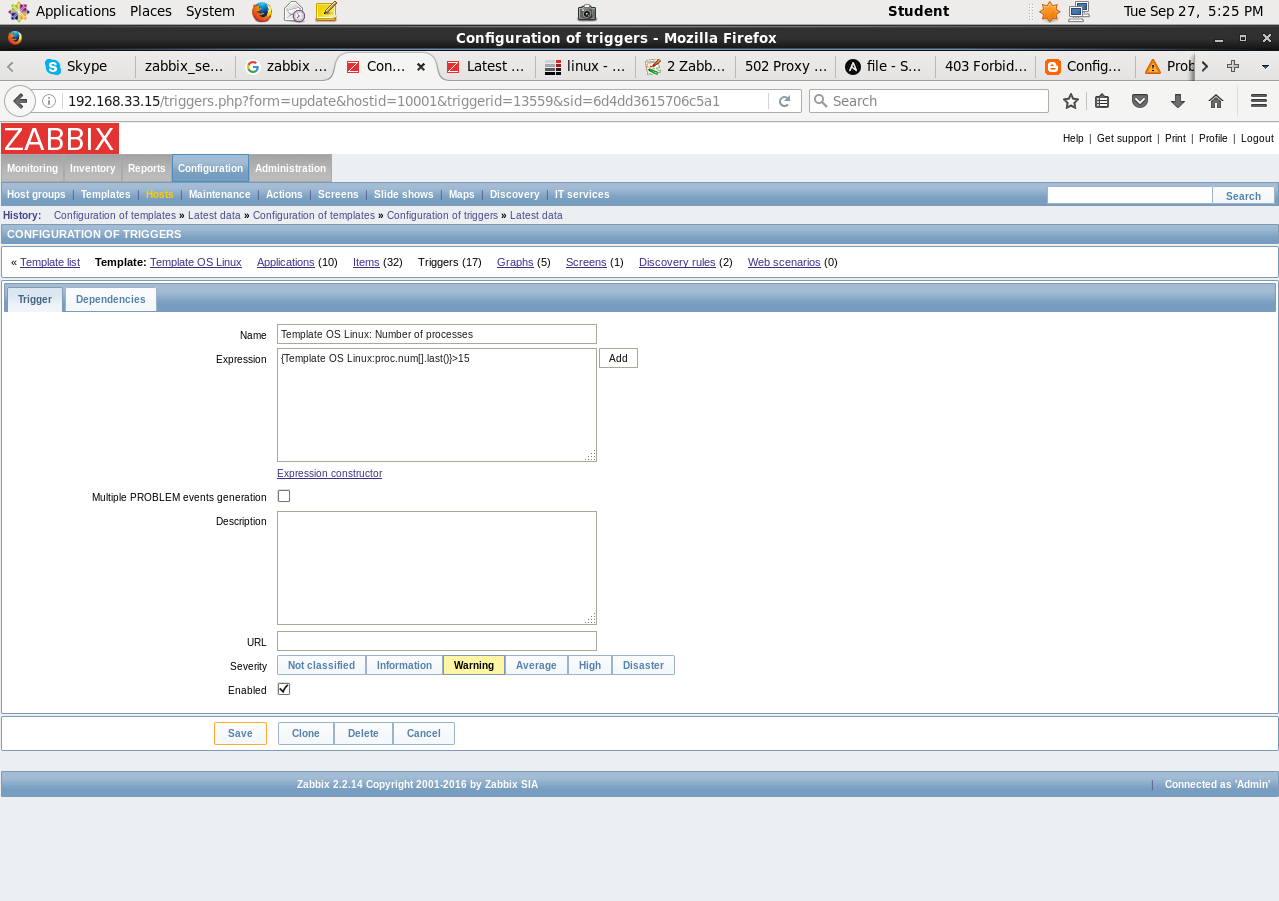 Applications Places System Student Tue Sep 27, 5:25 PM
Configuration of triggers - Mozilla Firefox
Skype zabbix_se... zabbix ... Con... Latest ... linux - ... 2 Zabb... 502 Proxy ... file - S... 403 Forbid... Config... Prob
192.168.33.15/triggers.php?form=update&hostid=10001&triggerid=13559&sid=6d4dd3615706c5a1 Search
ZABBIX Help | Get support | Print | Profile | Logout
Monitoring Inventory Reports Configuration Administration
Host groups | Templates | Hosts | Maintenance | Actions | Screens | Slide shows | Maps | Discovery | IT services Search
History: Configuration of templates » Latest data » Configuration of templates » Configuration of triggers » Latest data
CONFIGURATION OF TRIGGERS
« Template list Template: Template OS Linux Applications (10) Items (32) Triggers (17) Graphs (5) Screens (1) Discovery rules (2) Web scenarios (0)
Trigger Dependencies
Name Template OS Linux: Number of processes
Expression {Template OS Linux:proc.num[].last()}>15 Add
Expression constructor
Multiple PROBLEM events generation
Description
URL
Severity Not classified Information Warning Average High Disaster
Enabled
Save Clone Delete Cancel
Zabbix 2.2.14 Copyright 2001-2016 by Zabbix SIA | Connected as 'Admin'